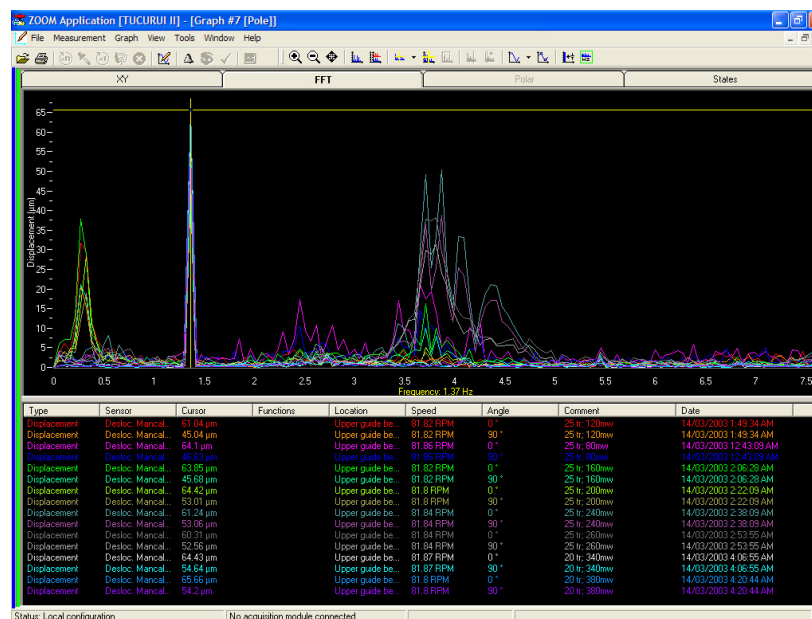 ZOOM Application [TUCURUI II] - [Graph #7 [Pole]]
File Measurement Graph View Tools Window Help
XY FFT Polar States
Displacement [µm]
65
60
55
50
45
40
35
30
25
20
15
10
5
0
0 0.5 1 1.5 2 2.5 3 3.5 4 4.5 5 5.5 6 6.5 7 7.5
Frequency: 1.37 Hz
Type Sensor Cursor Functions Location Speed Angle Comment Date
Displacement Desloc. Mancal... 61.04 µm Upper guide be... 81.82 RPM 0 ° 25 tr; 120mw 14/03/2003 1:49:34 AM
Displacement Desloc. Mancal... 45.04 µm Upper guide be... 81.82 RPM 90 ° 25 tr; 120mw 14/03/2003 1:49:34 AM
Displacement Desloc. Mancal... 64.1 µm Upper guide be... 81.86 RPM 0 ° 25 tr; 80mw 14/03/2003 12:43:09 AM
Displacement Desloc. Mancal... Upper guide be... 81.86 RPM 90 ° 25 tr; 80mw 14/03/2003 12:43:09 AM
Displacement Desloc. Mancal... 63.85 µm Upper guide be... 81.82 RPM 0 ° 25 tr; 160mw 14/03/2003 2:06:28 AM
Displacement Desloc. Mancal... 45.68 µm Upper guide be... 81.82 RPM 90 ° 25 tr; 160mw 14/03/2003 2:06:28 AM
Displacement Desloc. Mancal... 64.42 µm Upper guide be... 81.8 RPM 0 ° 25 tr; 200mw 14/03/2003 2:22:09 AM
Displacement Desloc. Mancal... 53.01 µm Upper guide be... 81.8 RPM 90 ° 25 tr; 200mw 14/03/2003 2:22:09 AM
Displacement Desloc. Mancal... 61.24 µm Upper guide be... 81.84 RPM 0 ° 25 tr; 240mw 14/03/2003 2:38:09 AM
Displacement Desloc. Mancal... 53.06 µm Upper guide be... 81.84 RPM 90 ° 25 tr; 240mw 14/03/2003 2:38:09 AM
Displacement Desloc. Mancal... 60.31 µm Upper guide be... 81.84 RPM 0 ° 25 tr; 260mw 14/03/2003 2:53:55 AM
Displacement Desloc. Mancal... 52.56 µm Upper guide be... 81.84 RPM 90 ° 25 tr; 260mw 14/03/2003 2:53:55 AM
Displacement Desloc. Mancal... 64.43 µm Upper guide be... 81.87 RPM 0 ° 20 tr; 340mw 14/03/2003 4:06:55 AM
Displacement Desloc. Mancal... 54.64 µm Upper guide be... 81.87 RPM 90 ° 20 tr; 340mw 14/03/2003 4:06:55 AM
Displacement Desloc. Mancal... 65.66 µm Upper guide be... 81.8 RPM 0 ° 20 tr; 380mw 14/03/2003 4:20:44 AM
Displacement Desloc. Mancal... 54.2 µm Upper guide be... 81.8 RPM 90 ° 20 tr; 380mw 14/03/2003 4:20:44 AM
Status: Local configuration No acquisition module connected